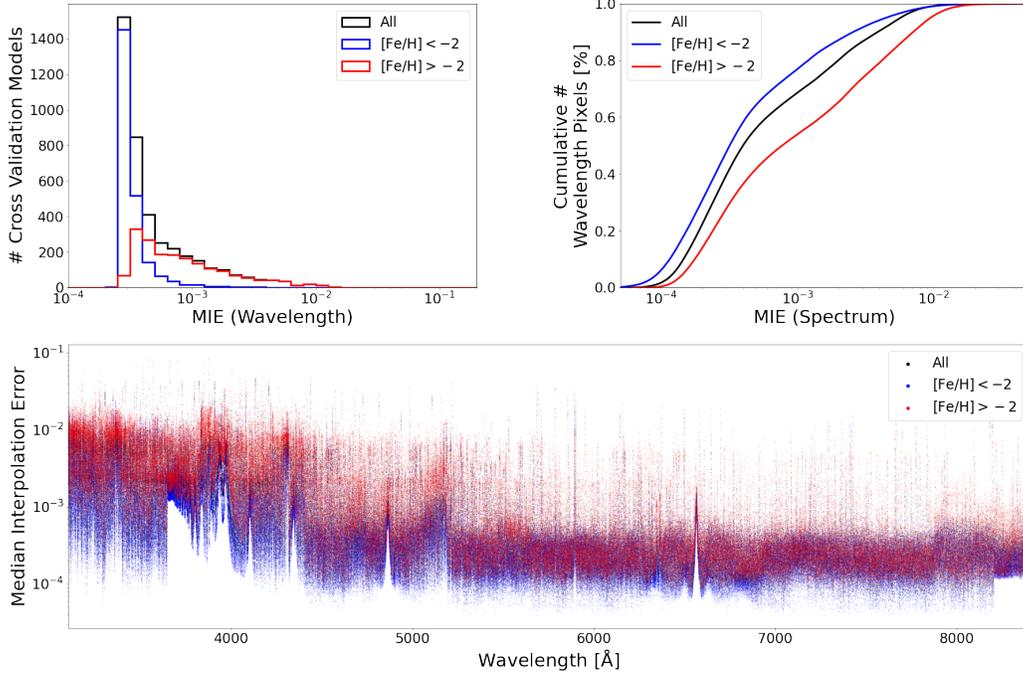 # Cross Validation Models
1400
1200
1000
800
600
400
200
0
10⁻⁴ 10⁻³ 10⁻² 10⁻¹
MIE (Wavelength)
All
[Fe/H] < −2
[Fe/H] > −2
Cumulative #
Wavelength Pixels [%]
1.0
0.8
0.6
0.4
0.2
0.0
10⁻⁴ 10⁻³ 10⁻²
MIE (Spectrum)
All
[Fe/H] < −2
[Fe/H] > −2
Median Interpolation Error
10⁻¹
10⁻²
10⁻³
10⁻⁴
4000 5000 6000 7000 8000
Wavelength [Å]
All
[Fe/H] < −2
[Fe/H] > −2